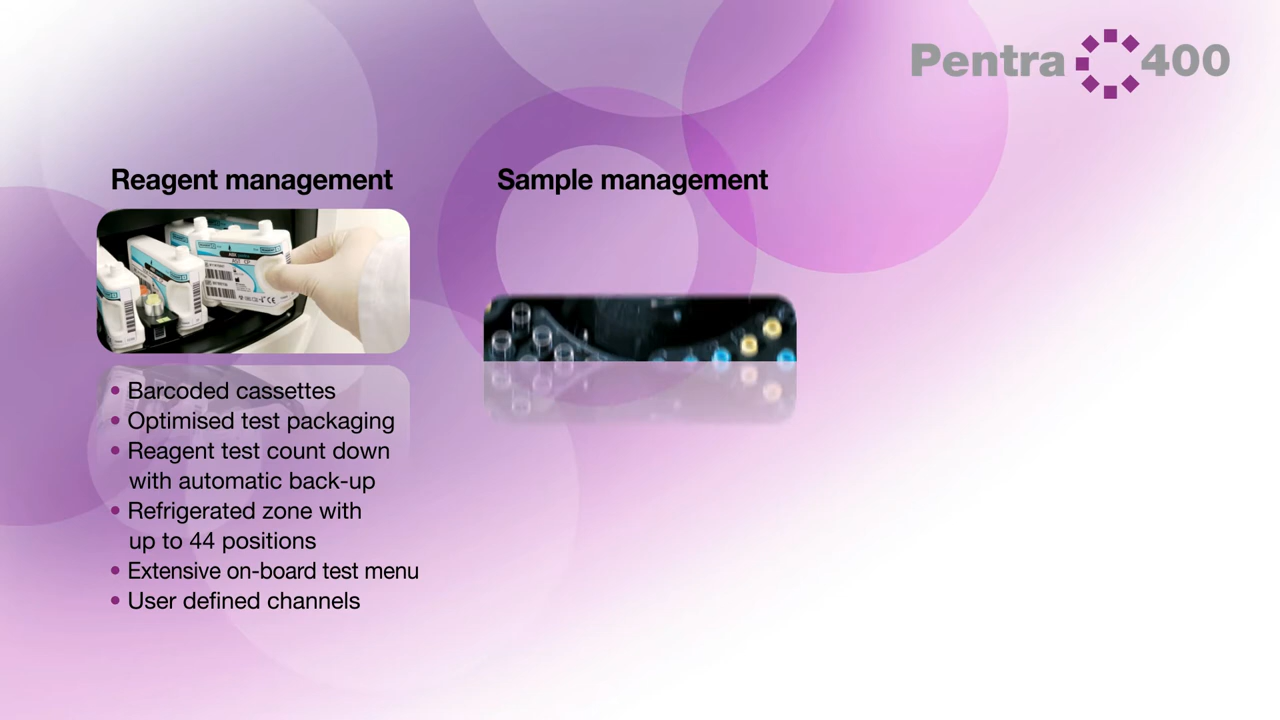 Pentra 400
Reagent management
Sample management
• Barcoded cassettes
• Optimised test packaging
• Reagent test count down
with automatic back-up
• Refrigerated zone with
up to 44 positions
• Extensive on-board test menu
• User defined channels